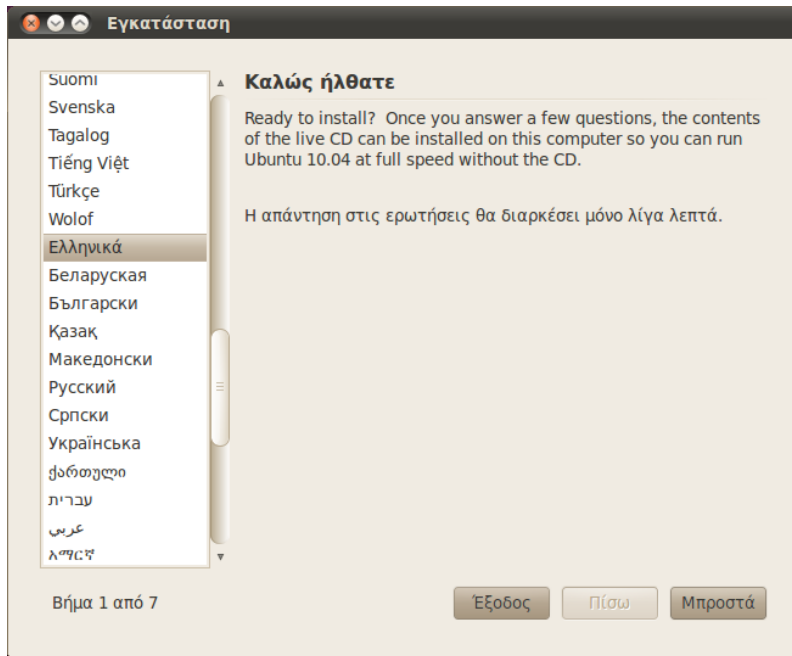 Εγκατάσταση
Suomi
Svenska
Tagalog
Tiếng Việt
Türkçe
Wolof
Ελληνικά
Беларуская
Български
Қазақ
Македонски
Русский
Српски
Українська
ქართული
עברית
عربي
አማርኛ
Καλώς ήλθατε
Ready to install?  Once you answer a few questions, the contents
of the live CD can be installed on this computer so you can run
Ubuntu 10.04 at full speed without the CD.
Η απάντηση στις ερωτήσεις θα διαρκέσει μόνο λίγα λεπτά.
Βήμα 1 από 7
Έξοδος
Πίσω
Μπροστά